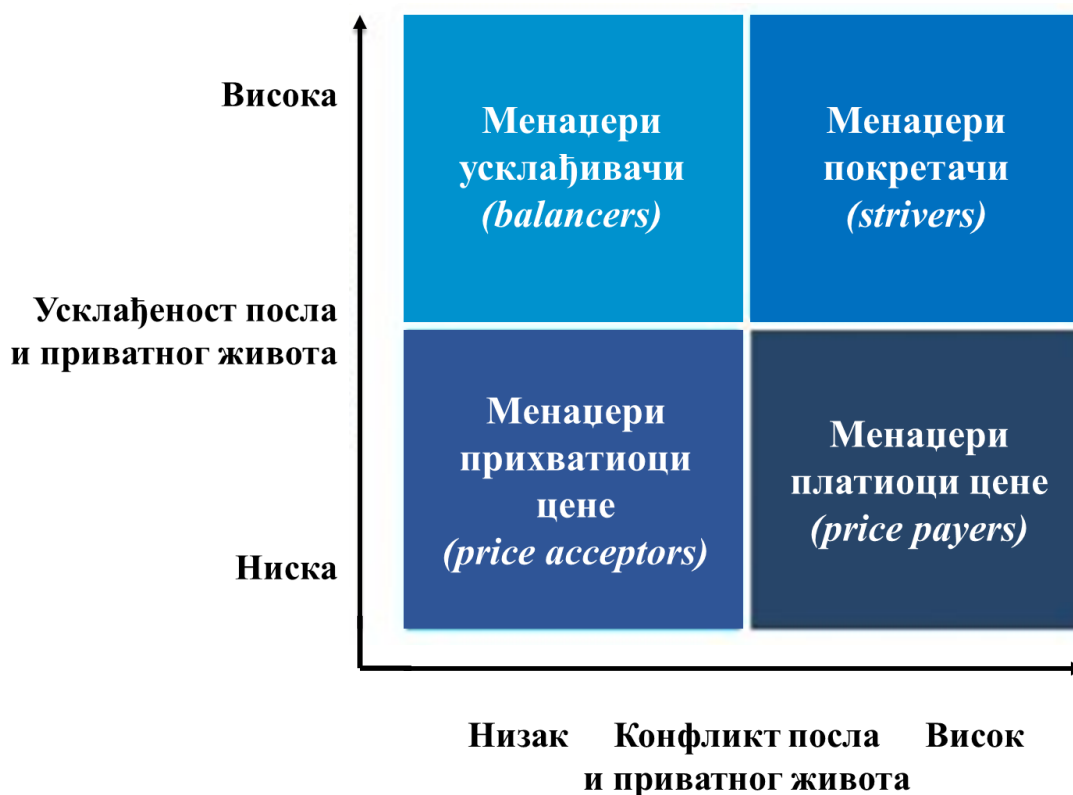 Висока
Менаџери
усклађивачи
(balancers)
Менаџери
покретачи
(strivers)
Усклађеност посла
и приватног живота
Менаџери
прихватиоци
цене
(price acceptors)
Менаџери
платиоци цене
(price payers)
Ниска
Низак Конфликт посла Висок
и приватног живота